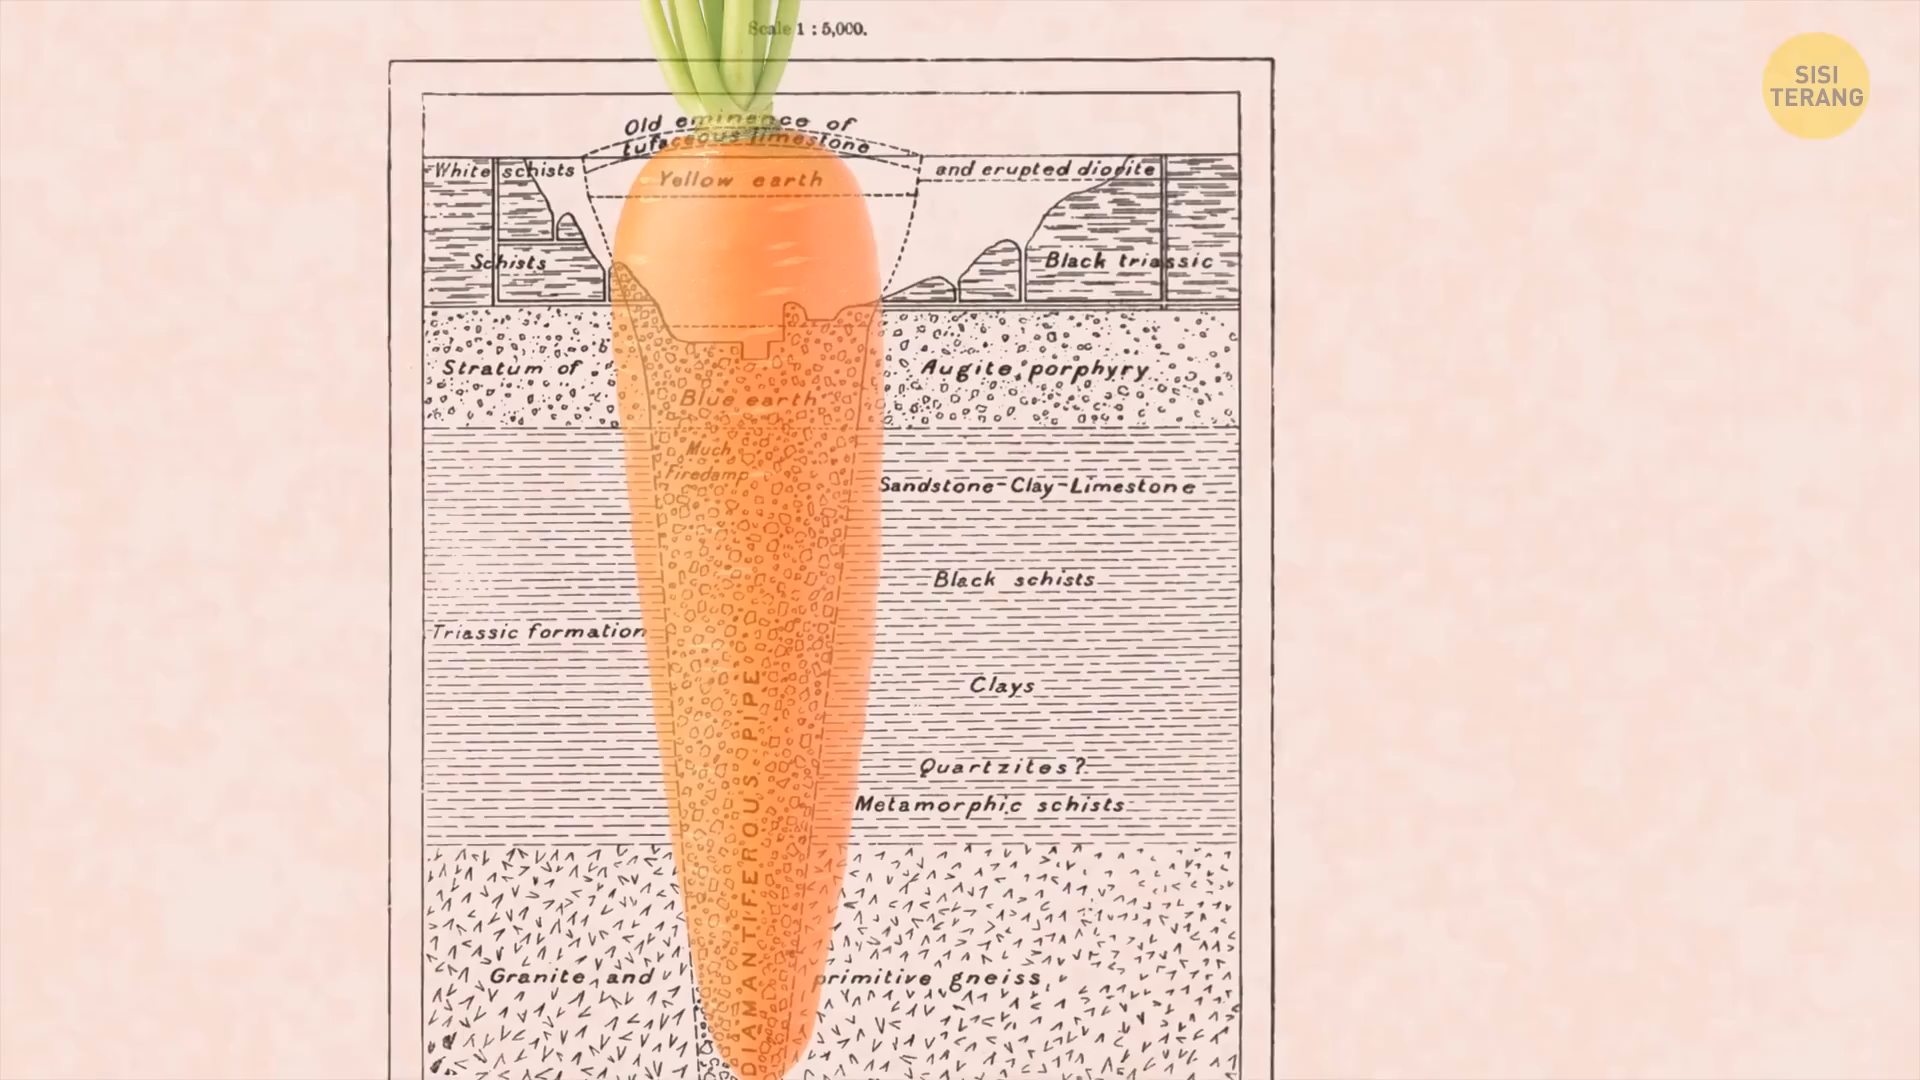 Scale 1 : 5,000.
SISI
TERANG
Old eminence of
tufaceous limestone
White schists
and erupted diorite
Yellow earth
Schists
Black triassic
Stratum of
Augite porphyry
Blue earth
Much
Firedamp
Sandstone-Clay-Limestone
Black schists
Triassic formation
Clays
Quartzites?
Metamorphic schists
DIAMANTIFEROUS PIPE
Granite and
primitive gneiss